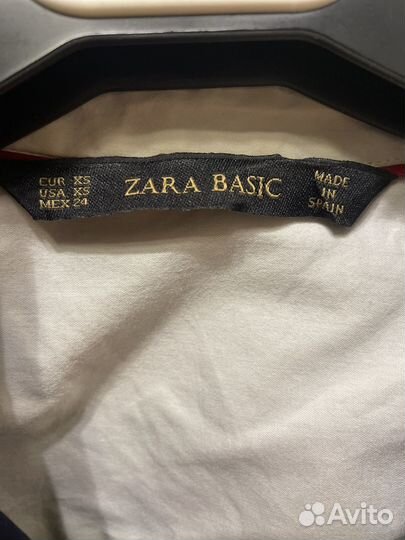 EUR XS
USA XS
MEX 24
ZARA BASIC
MADE
IN
SPAIN
Avito